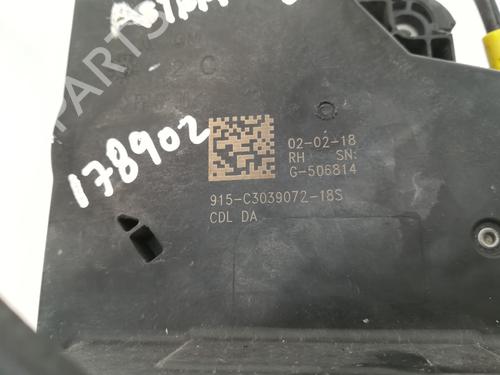 178902
02-02-18
RH SN:
G-506814
915-C3039072-18S
CDL DA